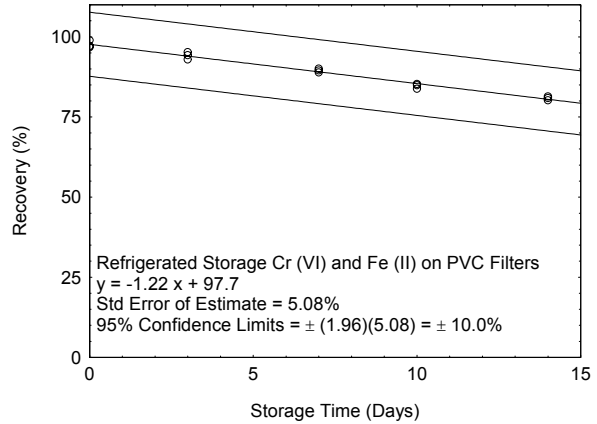 100
75
50
25
0
Recovery (%)
Refrigerated Storage Cr (VI) and Fe (II) on PVC Filters
y = -1.22 x + 97.7
Std Error of Estimate = 5.08%
95% Confidence Limits = ± (1.96)(5.08) = ± 10.0%
0 5 10 15
Storage Time (Days)